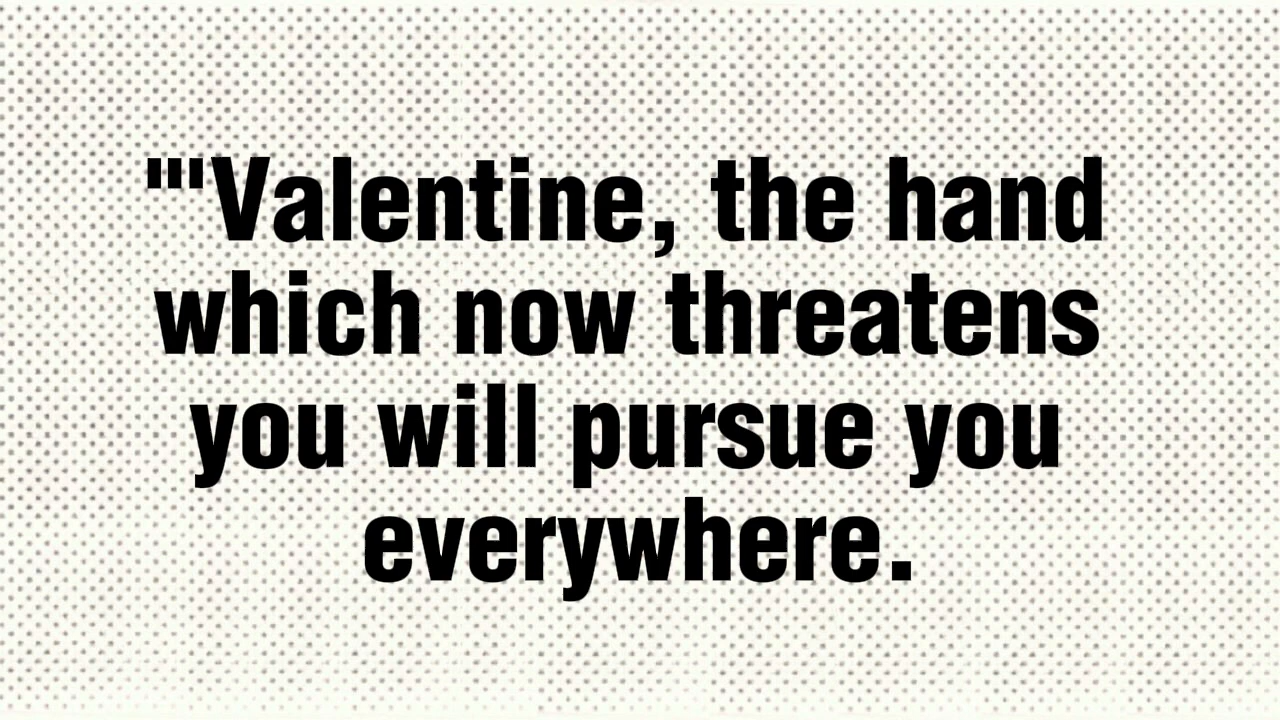 "'Valentine, the hand
which now threatens
you will pursue you
everywhere.